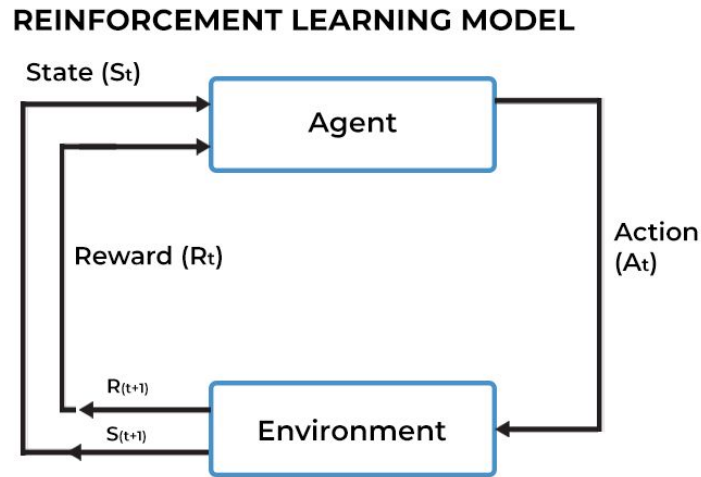 REINFORCEMENT LEARNING MODEL
State (St)
Agent
Action
(At)
Reward (Rt)
R(t+1)
S(t+1)
Environment